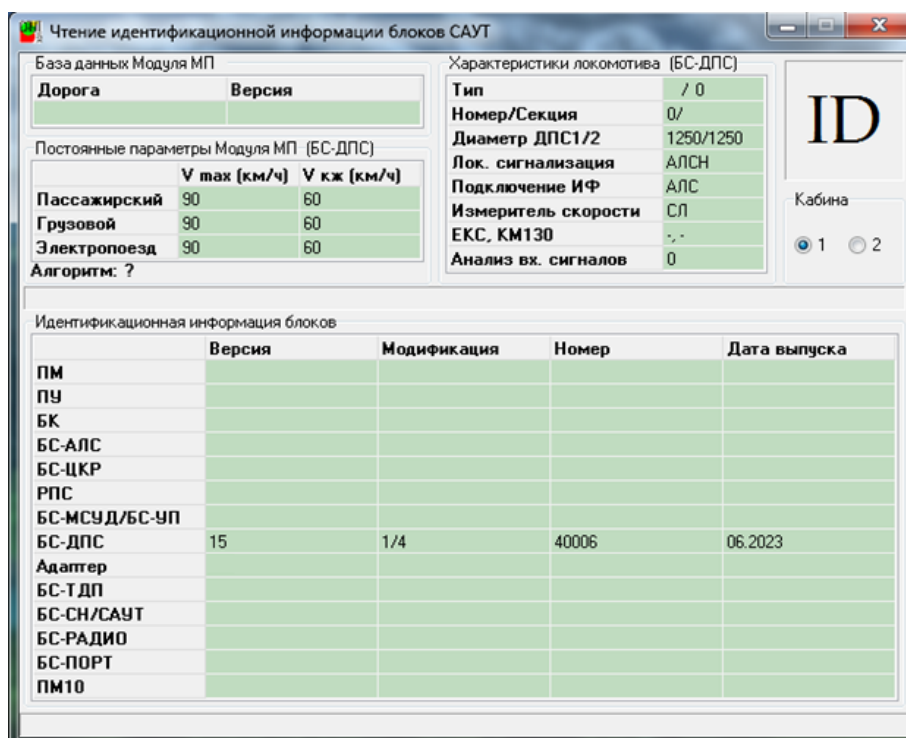 Чтение идентификационной информации блоков САУТ
База данных Модуля МП
Дорога Версия
Постоянные параметры Модуля МП (БС-ДПС)
V max (км/ч) V кж (км/ч)
Пассажирский 90 60
Грузовой 90 60
Электропоезд 90 60
Алгоритм: ?
Характеристики локомотива (БС-ДПС)
Тип / 0
Номер/Секция 0/
Диаметр ДПС1/2 1250/1250
Лок. сигнализация АЛСН
Подключение ИФ АЛС
Измеритель скорости СЛ
ЕКС, КМ130 -, -
Анализ вх. сигналов 0
ID
Кабина
1 2
Идентификационная информация блоков
Версия Модификация Номер Дата выпуска
ПМ
ПУ
БК
БС-АЛС
БС-ЦКР
РПС
БС-МСУД/БС-УП
БС-ДПС 15 1/4 40006 06.2023
Адаптер
БС-ТДП
БС-СН/САУТ
БС-РАДИО
БС-ПОРТ
ПМ10